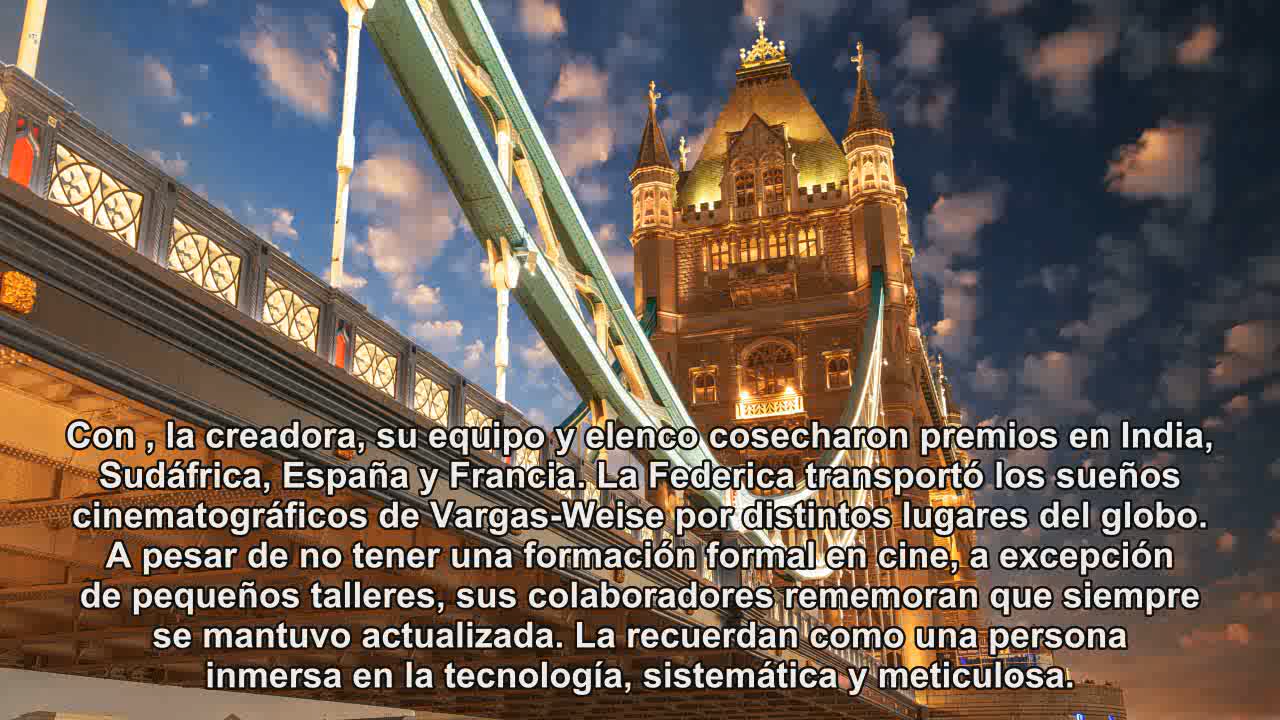 Con , la creadora, su equipo y elenco cosecharon premios en India,
Sudáfrica, España y Francia. La Federica transportó los sueños
cinematográficos de Vargas-Weise por distintos lugares del globo.
A pesar de no tener una formación formal en cine, a excepción
de pequeños talleres, sus colaboradores rememoran que siempre
se mantuvo actualizada. La recuerdan como una persona
inmersa en la tecnología, sistemática y meticulosa.